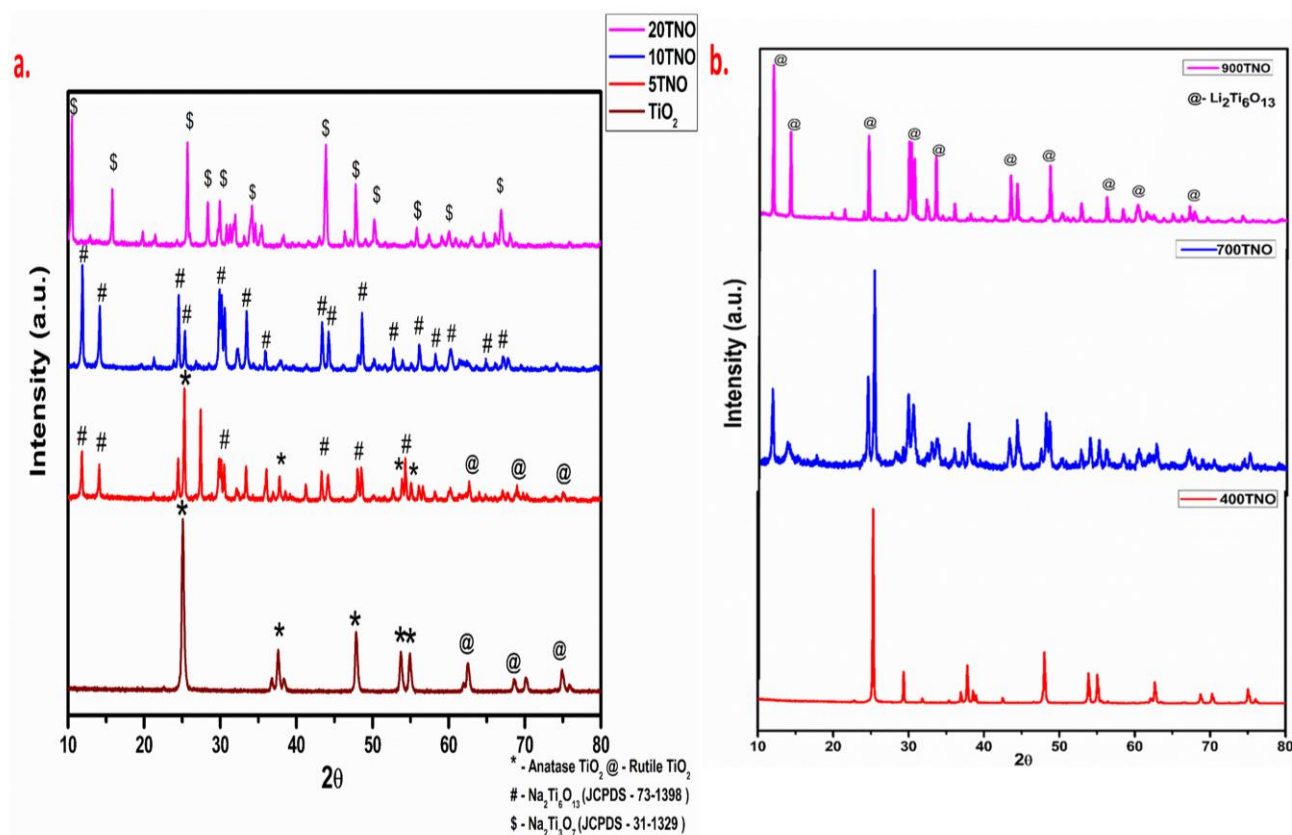 a.
20TNO
10TNO
5TNO
TiO₂
$ $ $ $ $ $ $ $ $ $ $
# # # # # # # # # # # # # # # #
* # # # * # # * # * @ @ @
* * * * * @ @ @
Intensity (a.u.)
10 20 30 40 50 60 70 80
2θ
* - Anatase TiO₂ @ - Rutile TiO₂
# - Na₂Ti₆O₁₃ (JCPDS - 73-1398 )
$ - Na₂Ti₃O₇ (JCPDS - 31-1329)
b.
900TNO
@- Li₂Ti₆O₁₃
@ @ @ @ @ @ @ @ @ @
700TNO
400TNO
Intensity (a.u.)
10 20 30 40 50 60 70 80
2θ